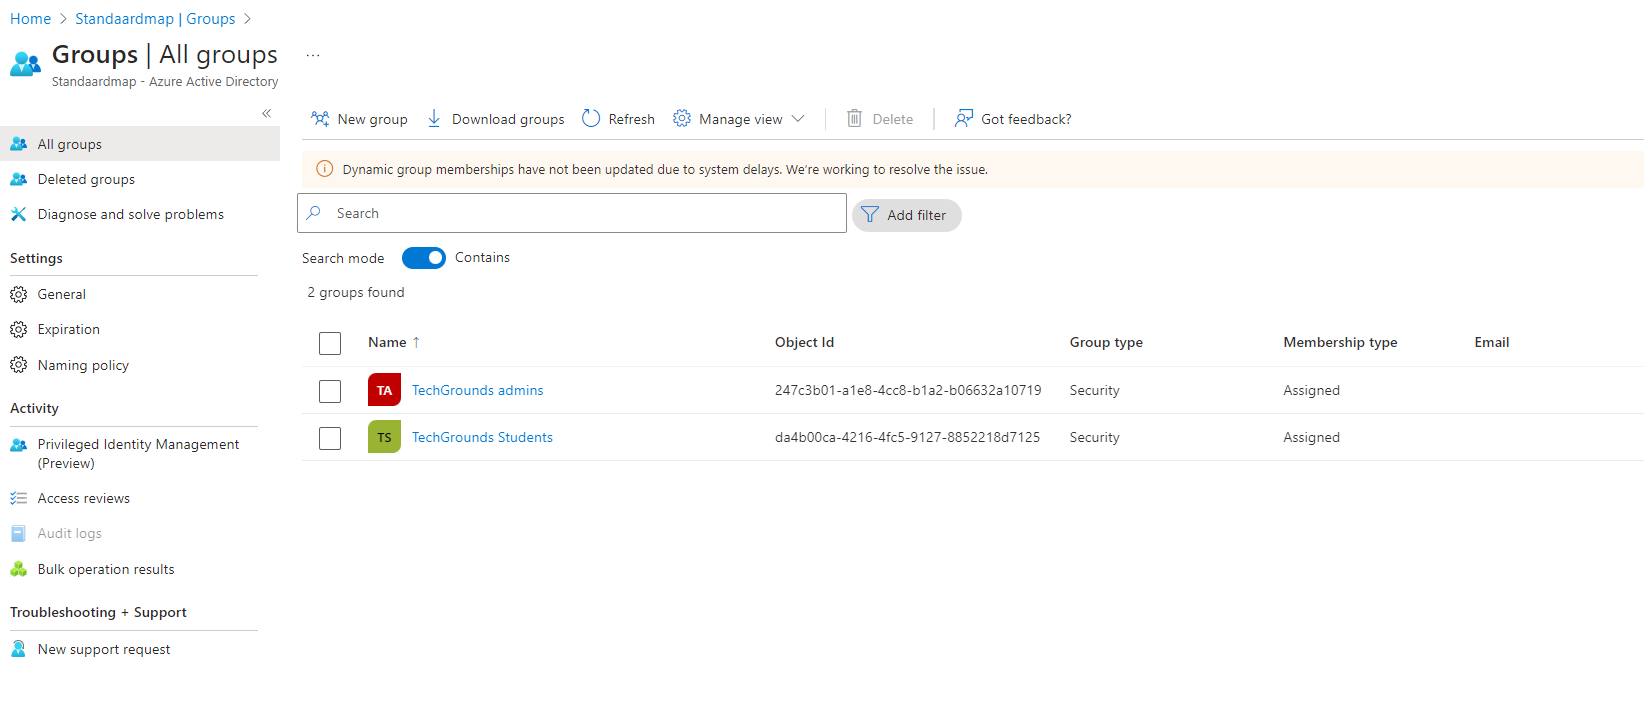 Home > Standaardmap | Groups >
Groups | All groups ...
Standaardmap - Azure Active Directory
«
New group Download groups Refresh Manage view Delete Got feedback?
All groups
Deleted groups
Diagnose and solve problems
Settings
General
Expiration
Naming policy
Activity
Privileged Identity Management
(Preview)
Access reviews
Audit logs
Bulk operation results
Troubleshooting + Support
New support request
Dynamic group memberships have not been updated due to system delays. We’re working to resolve the issue.
Search Add filter
Search mode Contains
2 groups found
Name ↑ Object Id Group type Membership type Email
TA TechGrounds admins 247c3b01-a1e8-4cc8-b1a2-b06632a10719 Security Assigned
TS TechGrounds Students da4b00ca-4216-4fc5-9127-8852218d7125 Security Assigned